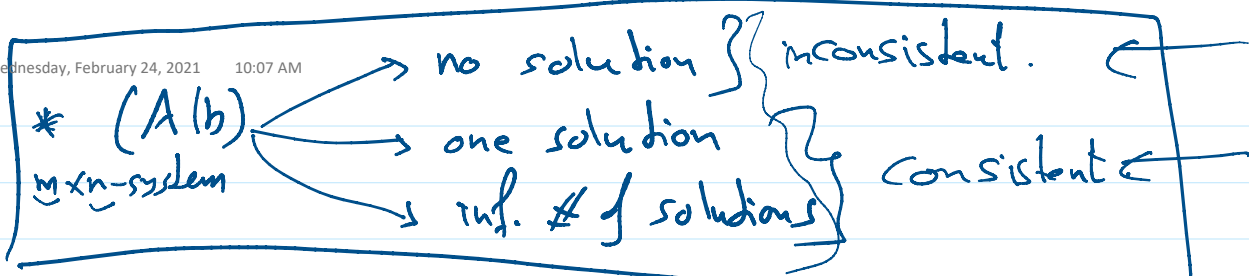 no solution } inconsistent.
ednesday, February 24, 2021 10:07 AM
* (A|b)
one solution
m×n-system
consistent
inf. # of solutions